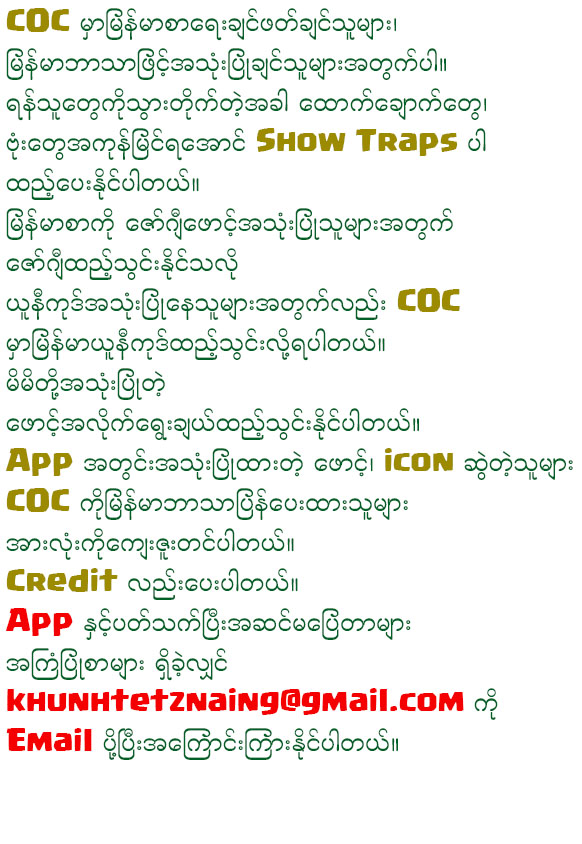 COC မှာမြန်မာစာရေးချင်ဖတ်ချင်သူများ၊
မြန်မာဘာသာဖြင့်အသုံးပြုချင်သူများအတွက်ပါ။
ရန်သူတွေကိုသွားတိုက်တဲ့အခါ ထောက်ချောက်တွေ၊
ဗုံးတွေအကုန်မြင်ရအောင် Show Traps ပါ
ထည့်ပေးနိုင်ပါတယ်။
မြန်မာစာကို ဇော်ဂျီဖောင့်အသုံးပြုသူများအတွက်
ဇော်ဂျီထည့်သွင်းနိုင်သလို
ယူနီကုဒ်အသုံးပြုနေသူများအတွက်လည်း COC
မှာမြန်မာယူနီကုဒ်ထည့်သွင်းလို့ရပါတယ်။
မိမိတို့အသုံးပြုတဲ့
ဖောင့်အလိုက်ရွေးချယ်ထည့်သွင်းနိုင်ပါတယ်။
App အတွင်းအသုံးပြုထားတဲ့ ဖောင့်၊ icon ဆွဲတဲ့သူများ
COC ကိုမြန်မာဘာသာပြန်ပေးထားသူများ
အားလုံးကိုကျေးဇူးတင်ပါတယ်။
Credit လည်းပေးပါတယ်။
App နှင့်ပတ်သက်ပြီးအဆင်မပြေတာများ
အကြံပြုစာများ ရှိခဲ့လျှင်
khunhtetznaing@gmail.com ကို
Email ပို့ပြီးအကြောင်းကြားနိုင်ပါတယ်။